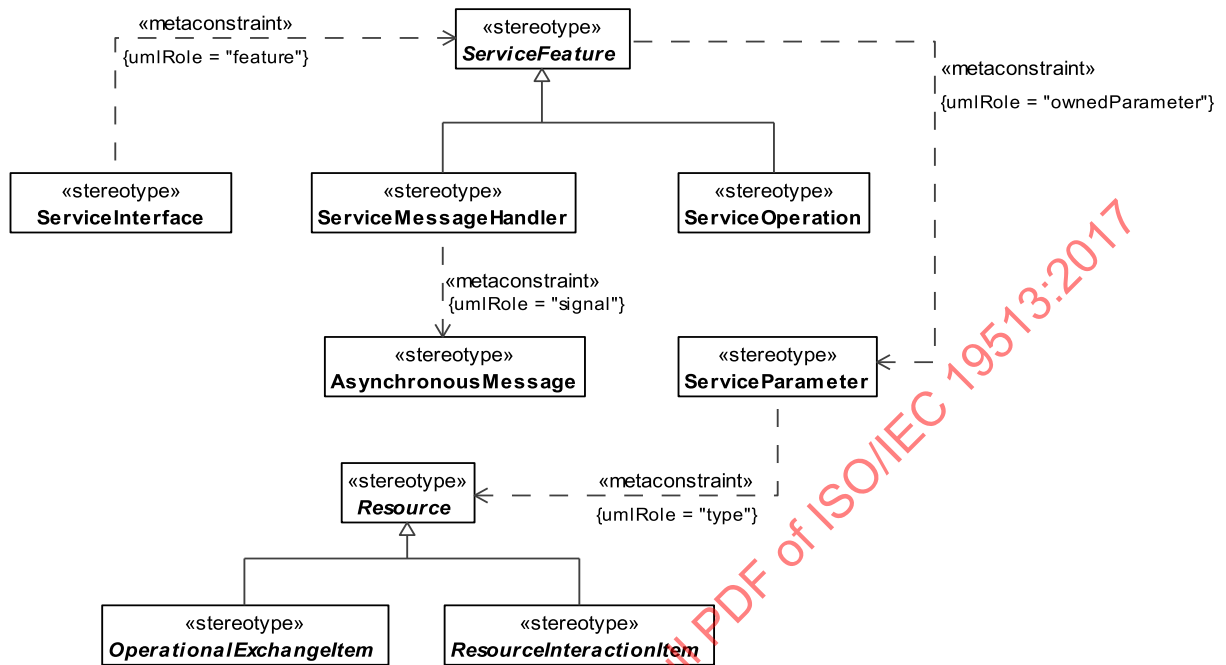 «metaconstraint»
{umlRole = "feature"}
«stereotype»
ServiceFeature
«metaconstraint»
{umlRole = "ownedParameter"}
«stereotype»
ServiceInterface
«stereotype»
ServiceMessageHandler
«stereotype»
ServiceOperation
«metaconstraint»
{umlRole = "signal"}
«stereotype»
AsynchronousMessage
«stereotype»
ServiceParameter
«stereotype»
Resource
«metaconstraint»
{umlRole = "type"}
«stereotype»
OperationalExchangeItem
«stereotype»
ResourceInteractionItem
PDF of ISO/IEC 19513:2017